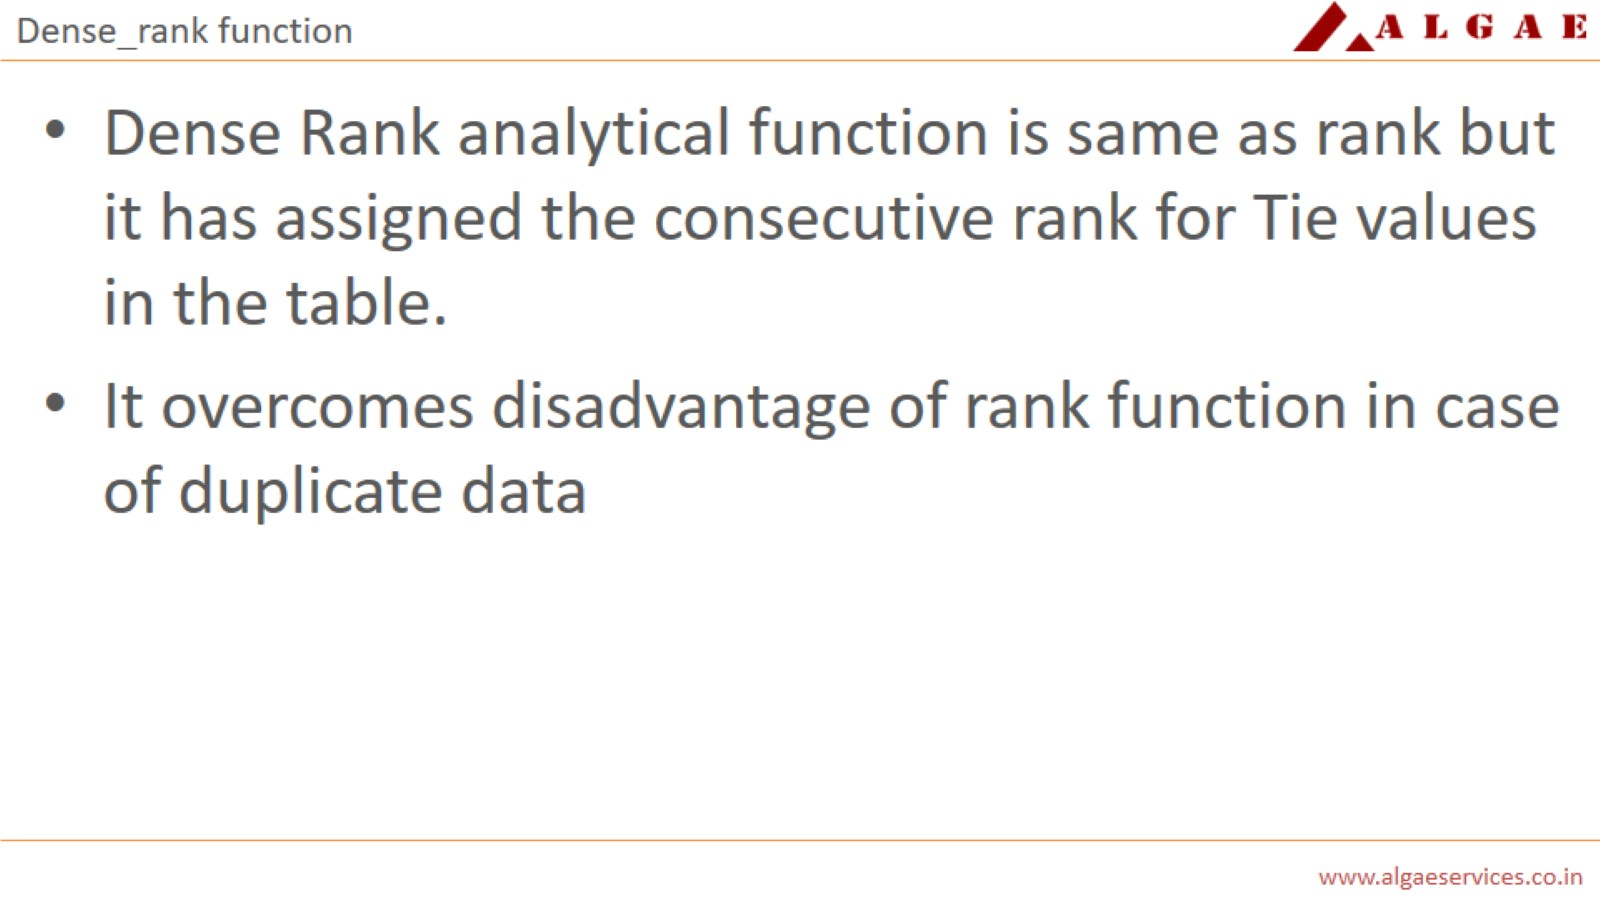 Dense_rank function
ALGAE
• Dense Rank analytical function is same as rank but
it has assigned the consecutive rank for Tie values
in the table.
• It overcomes disadvantage of rank function in case
of duplicate data
www.algaeservices.co.in